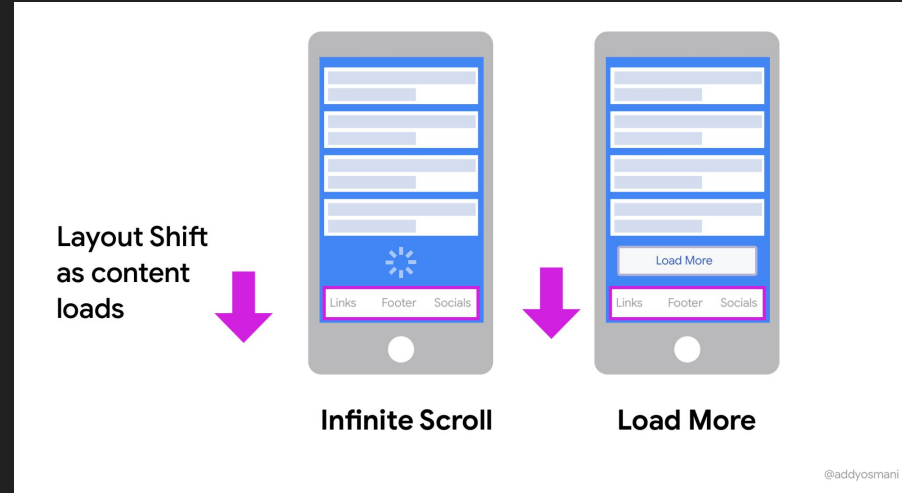 Layout Shift
as content
loads
Links Footer Socials
Infinite Scroll
Load More
Links Footer Socials
Load More
@addyosmani